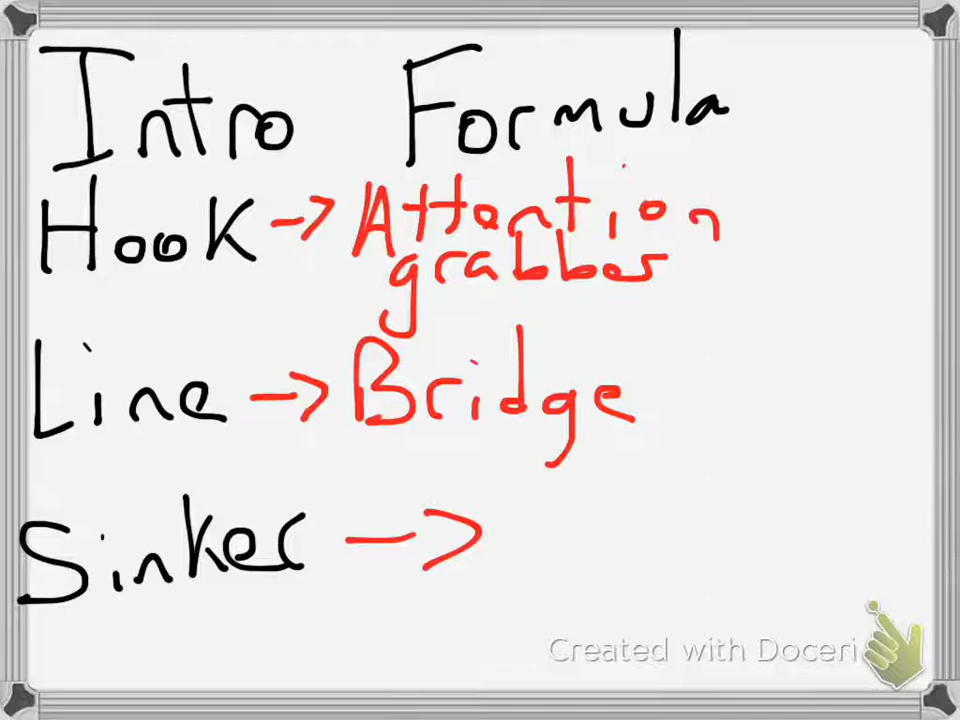 Intro Formula
Hook → Attention
grabber
Line → Bridge
Sinker →
Created with Doceri